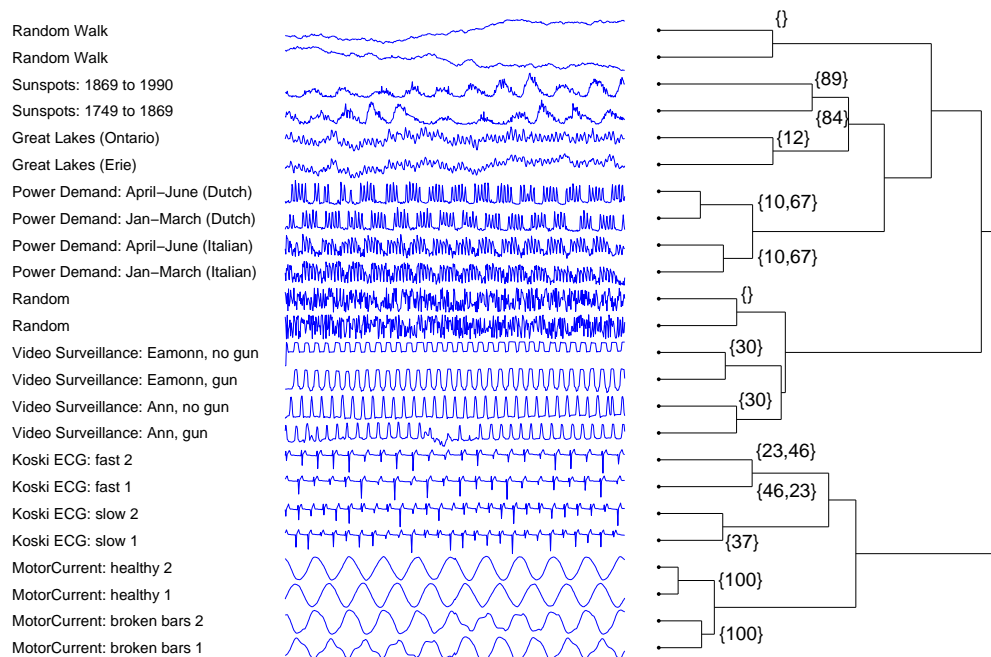 Random Walk
{}
Random Walk
Sunspots: 1869 to 1990
{89}
Sunspots: 1749 to 1869
{84}
Great Lakes (Ontario)
{12}
Great Lakes (Erie)
Power Demand: April−June (Dutch)
{10,67}
Power Demand: Jan−March (Dutch)
Power Demand: April−June (Italian)
{10,67}
Power Demand: Jan−March (Italian)
Random
{}
Random
Video Surveillance: Eamonn, no gun
{30}
Video Surveillance: Eamonn, gun
Video Surveillance: Ann, no gun
{30}
Video Surveillance: Ann, gun
Koski ECG: fast 2
{23,46}
Koski ECG: fast 1
{46,23}
Koski ECG: slow 2
Koski ECG: slow 1
{37}
MotorCurrent: healthy 2
{100}
MotorCurrent: healthy 1
MotorCurrent: broken bars 2
{100}
MotorCurrent: broken bars 1